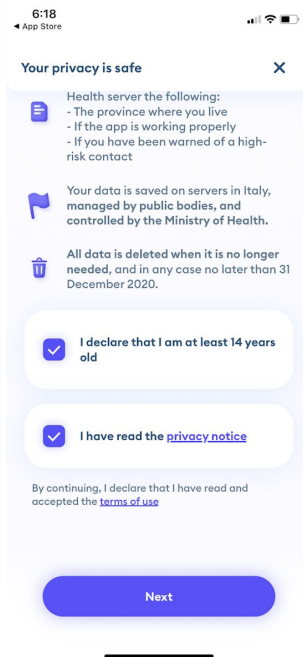 6:18
◀ App Store
Your privacy is safe
Health server the following:
- The province where you live
- If the app is working properly
- If you have been warned of a high-
risk contact
Your data is saved on servers in Italy,
managed by public bodies, and
controlled by the Ministry of Health.
All data is deleted when it is no longer
needed, and in any case no later than 31
December 2020.
I declare that I am at least 14 years
old
I have read the privacy notice
By continuing, I declare that I have read and
accepted the terms of use
Next